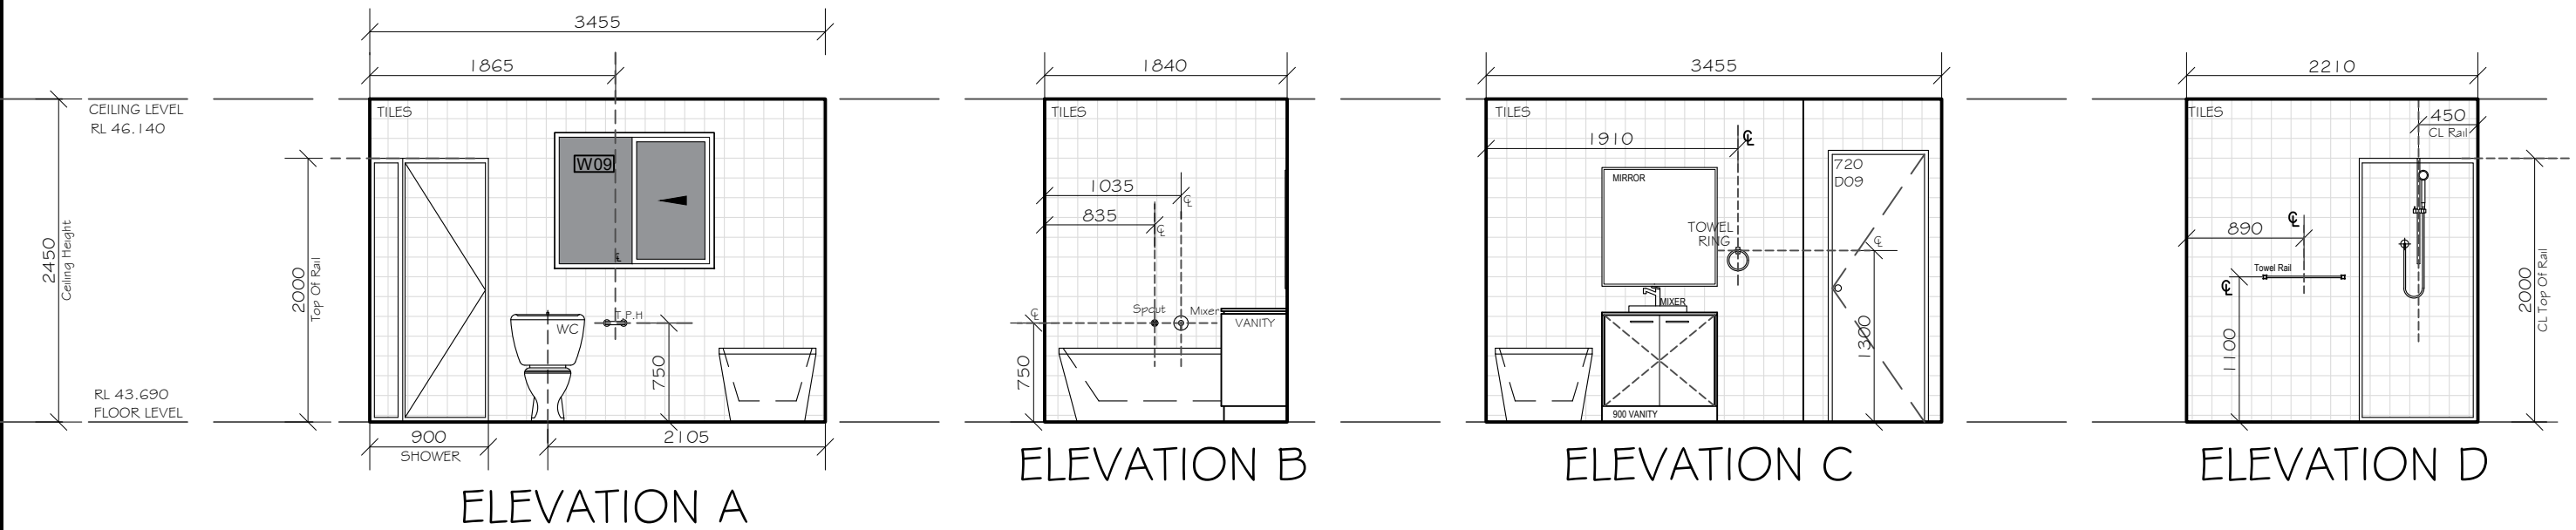 3455
1865
CEILING LEVEL
RL 46.140
TILES
W09
2450
Ceiling Height
2000
Top Of Rail
T.P.H
WC
750
RL 43.690
FLOOR LEVEL
900
SHOWER
2105
ELEVATION A
1840
TILES
1035
℄
835
℄
℄
Spout
Mixer
VANITY
750
ELEVATION B
3455
TILES
1910
℄
720
D09
MIRROR
TOWEL
RING
℄
MIXER
1300
900 VANITY
ELEVATION C
2210
TILES
450
CL Rail
℄
890
Towel Rail
℄
1100
2000
CL Top Of Rail
ELEVATION D